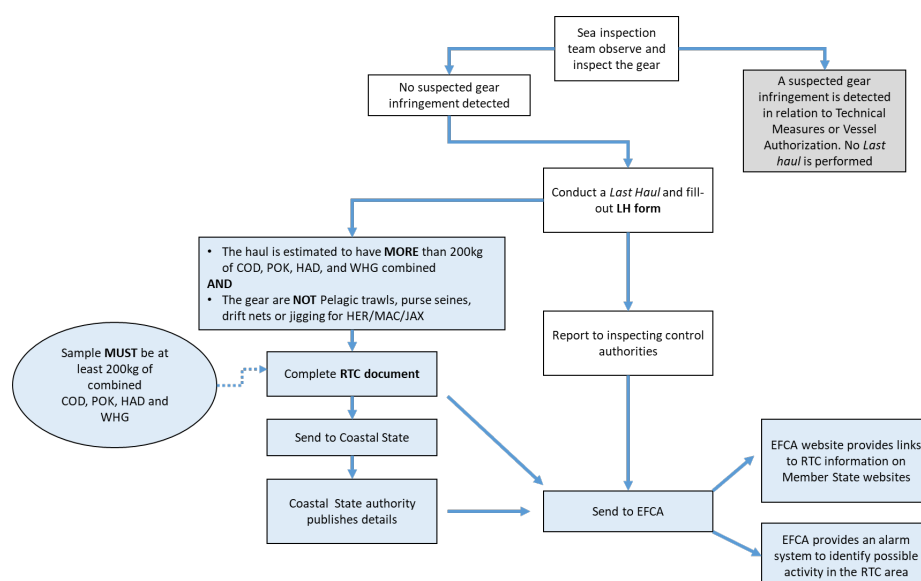 Sea inspection
team observe and
inspect the gear
No suspected gear
infringement detected
A suspected gear
infringement is detected
in relation to Technical
Measures or Vessel
Authorization. No Last
haul is performed
Conduct a Last Haul and fill-
out LH form
• The haul is estimated to have MORE than 200kg
of COD, POK, HAD, and WHG combined
AND
• The gear are NOT Pelagic trawls, purse seines,
drift nets or jigging for HER/MAC/JAX
Report to inspecting control
authorities
Sample MUST be at
least 200kg of
combined
COD, POK, HAD and
WHG
Complete RTC document
Send to Coastal State
Coastal State authority
publishes details
Send to EFCA
EFCA website provides links
to RTC information on
Member State websites
EFCA provides an alarm
system to identify possible
activity in the RTC area